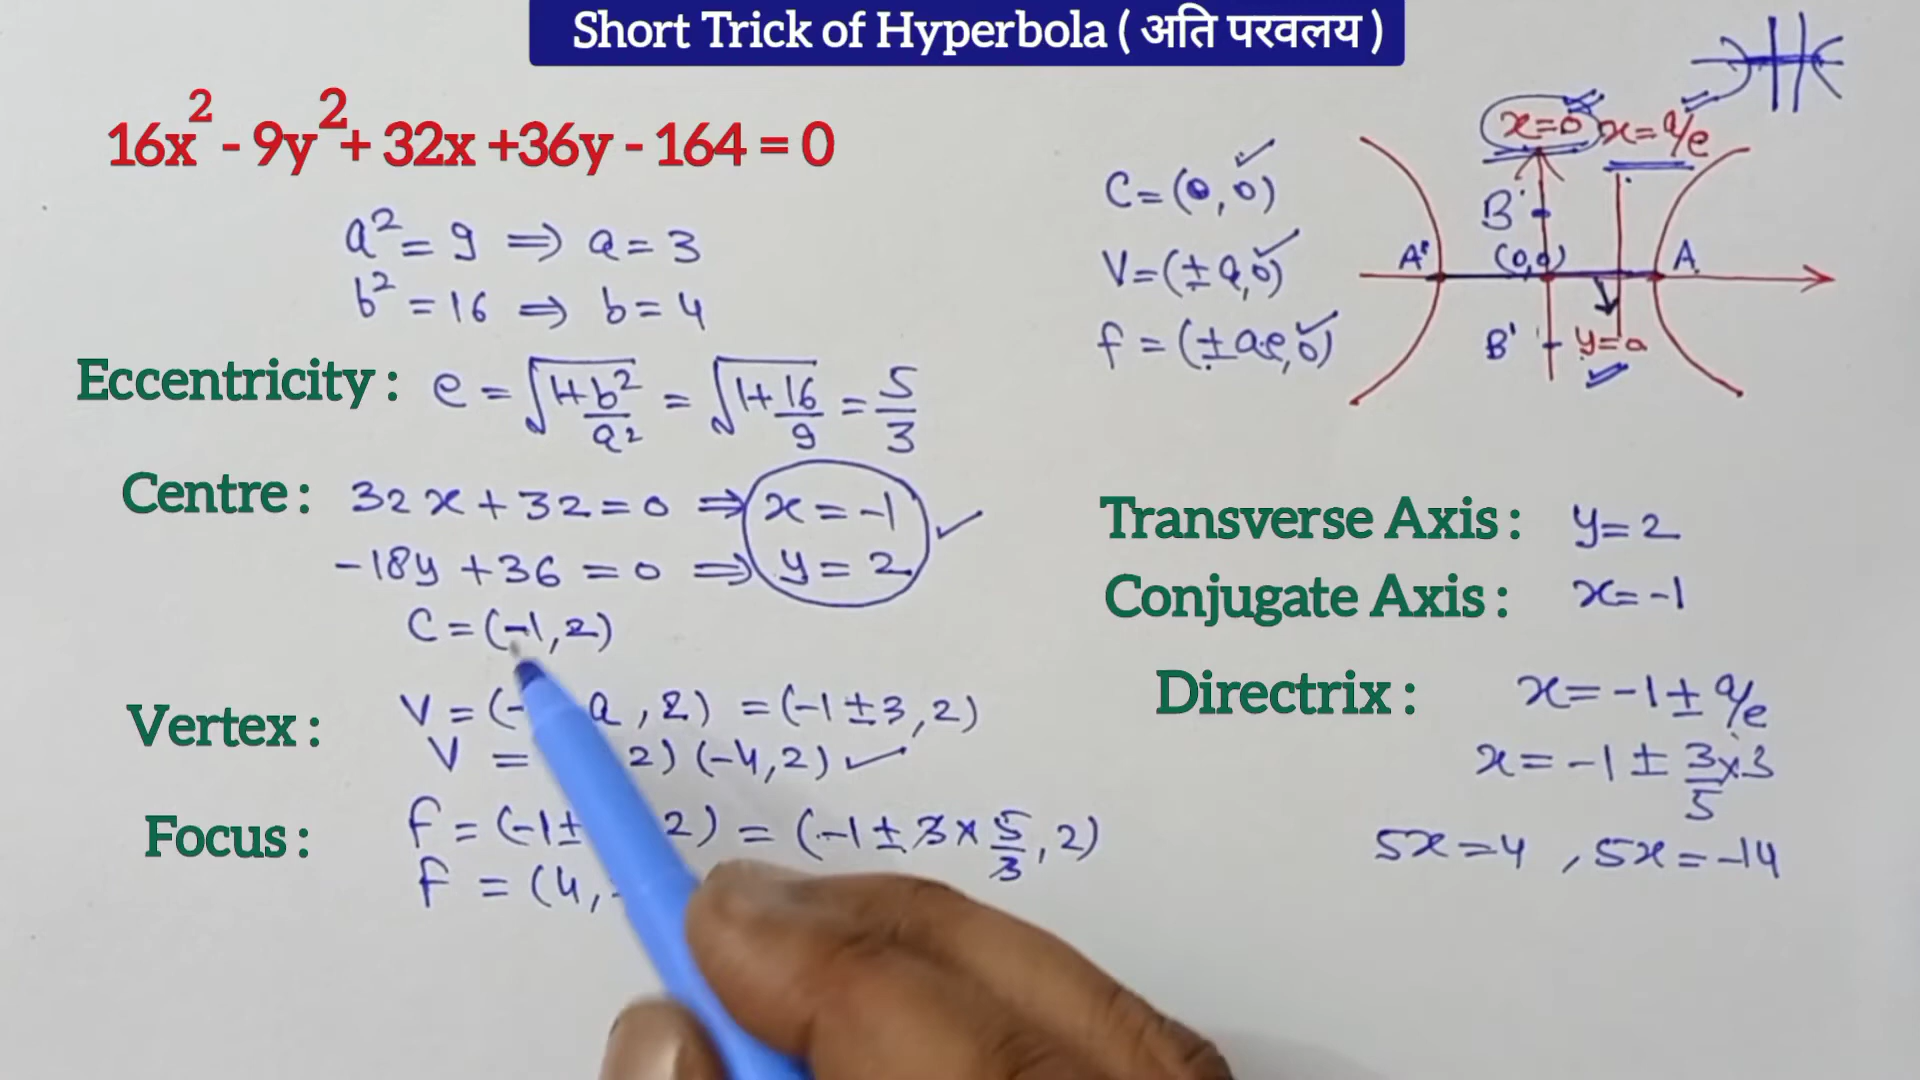 Short Trick of Hyperbola ( अति परवलय )
16x² - 9y² + 32x +36y - 164 = 0
a² = 9 ⇒ a = 3
b² = 16 ⇒ b = 4
Eccentricity : e = √1+b²/a² = √1+16/9 = 5/3
Centre : 32x + 32 = 0 ⇒ x = -1
-18y + 36 = 0 ⇒ y = 2
C = (-1, 2)
Vertex : V = (- a , 2) = (-1 ± 3, 2)
V = 2) (-4, 2)
Focus : f = (-1± 2) = (-1 ± 3 × 5/3, 2)
f = (4,
C = (0, 0)
V = (± a, 0)
f = (± ae, 0)
x=0 x= a/e
B
A' (0,0) A
B' y=0
Transverse Axis : y = 2
Conjugate Axis : x = -1
Directrix : x = -1 ± a/e
x = -1 ± 3/5 × 3
5x = 4 , 5x = -14